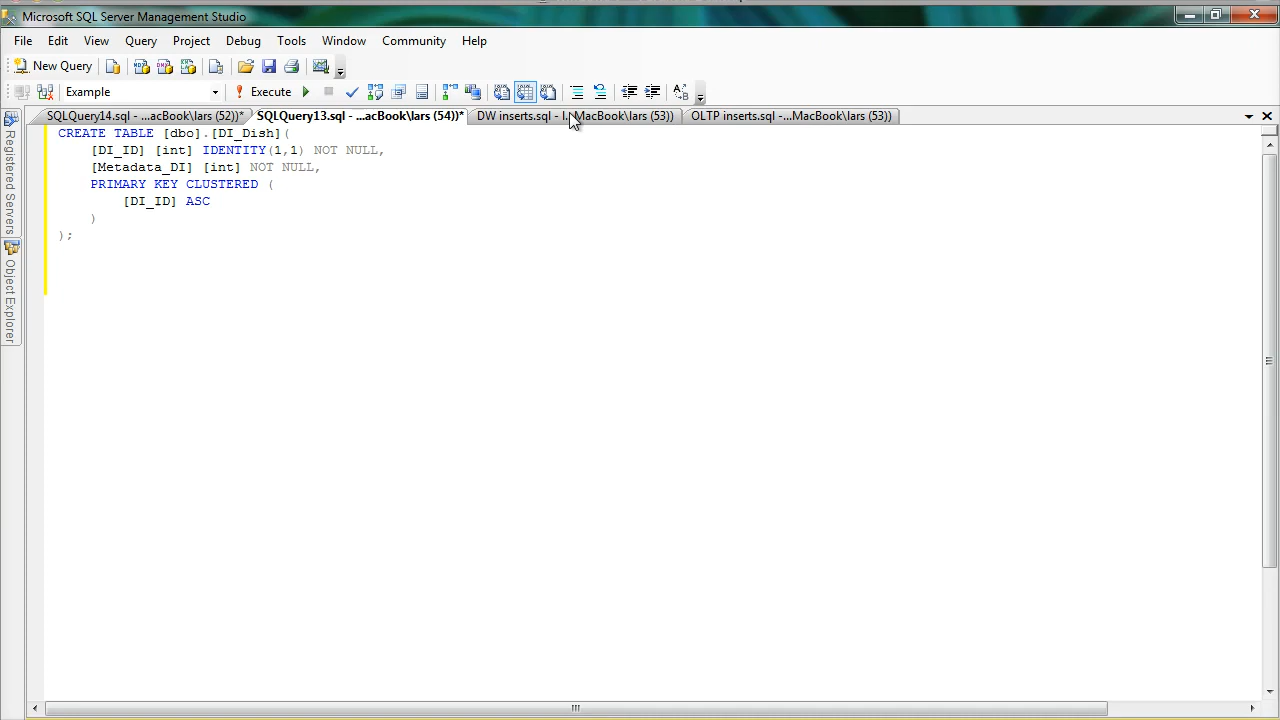 Microsoft SQL Server Management Studio
File Edit View Query Project Debug Tools Window Community Help
New Query
Example Execute
SQLQuery14.sql - ...acBook\lars (52))* SQLQuery13.sql - ...acBook\lars (54))* DW inserts.sql - l...MacBook\lars (53)) OLTP inserts.sql -...MacBook\lars (53))
Registered Servers
Object Explorer
CREATE TABLE [dbo].[DI_Dish](
[DI_ID] [int] IDENTITY(1,1) NOT NULL,
[Metadata_DI] [int] NOT NULL,
PRIMARY KEY CLUSTERED (
[DI_ID] ASC
)
);